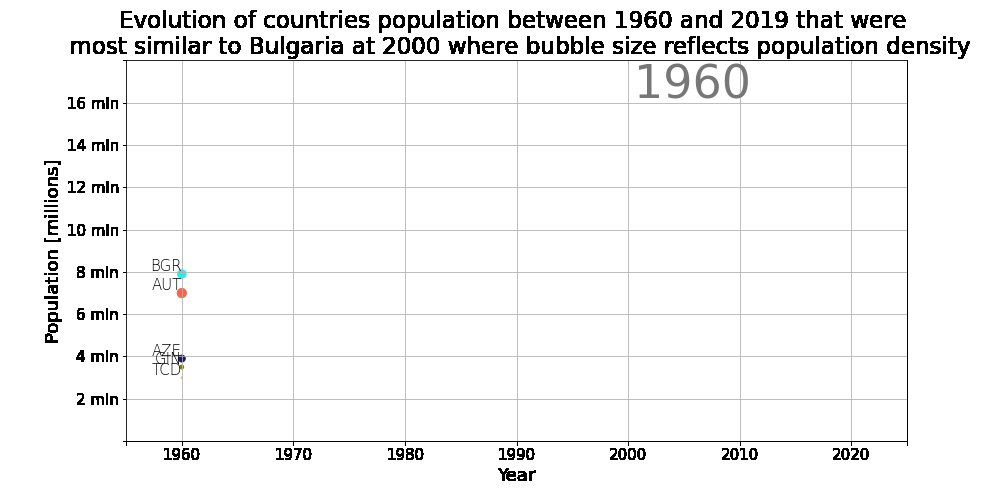 Evolution of countries population between 1960 and 2019 that were
most similar to Bulgaria at 2000 where bubble size reflects population density
1960
16 mln
14 mln
12 mln
10 mln
8 mln
6 mln
4 mln
2 mln
Population [millions]
BGR
AUT
AZE
GIN
TCD
1960 1970 1980 1990 2000 2010 2020
Year